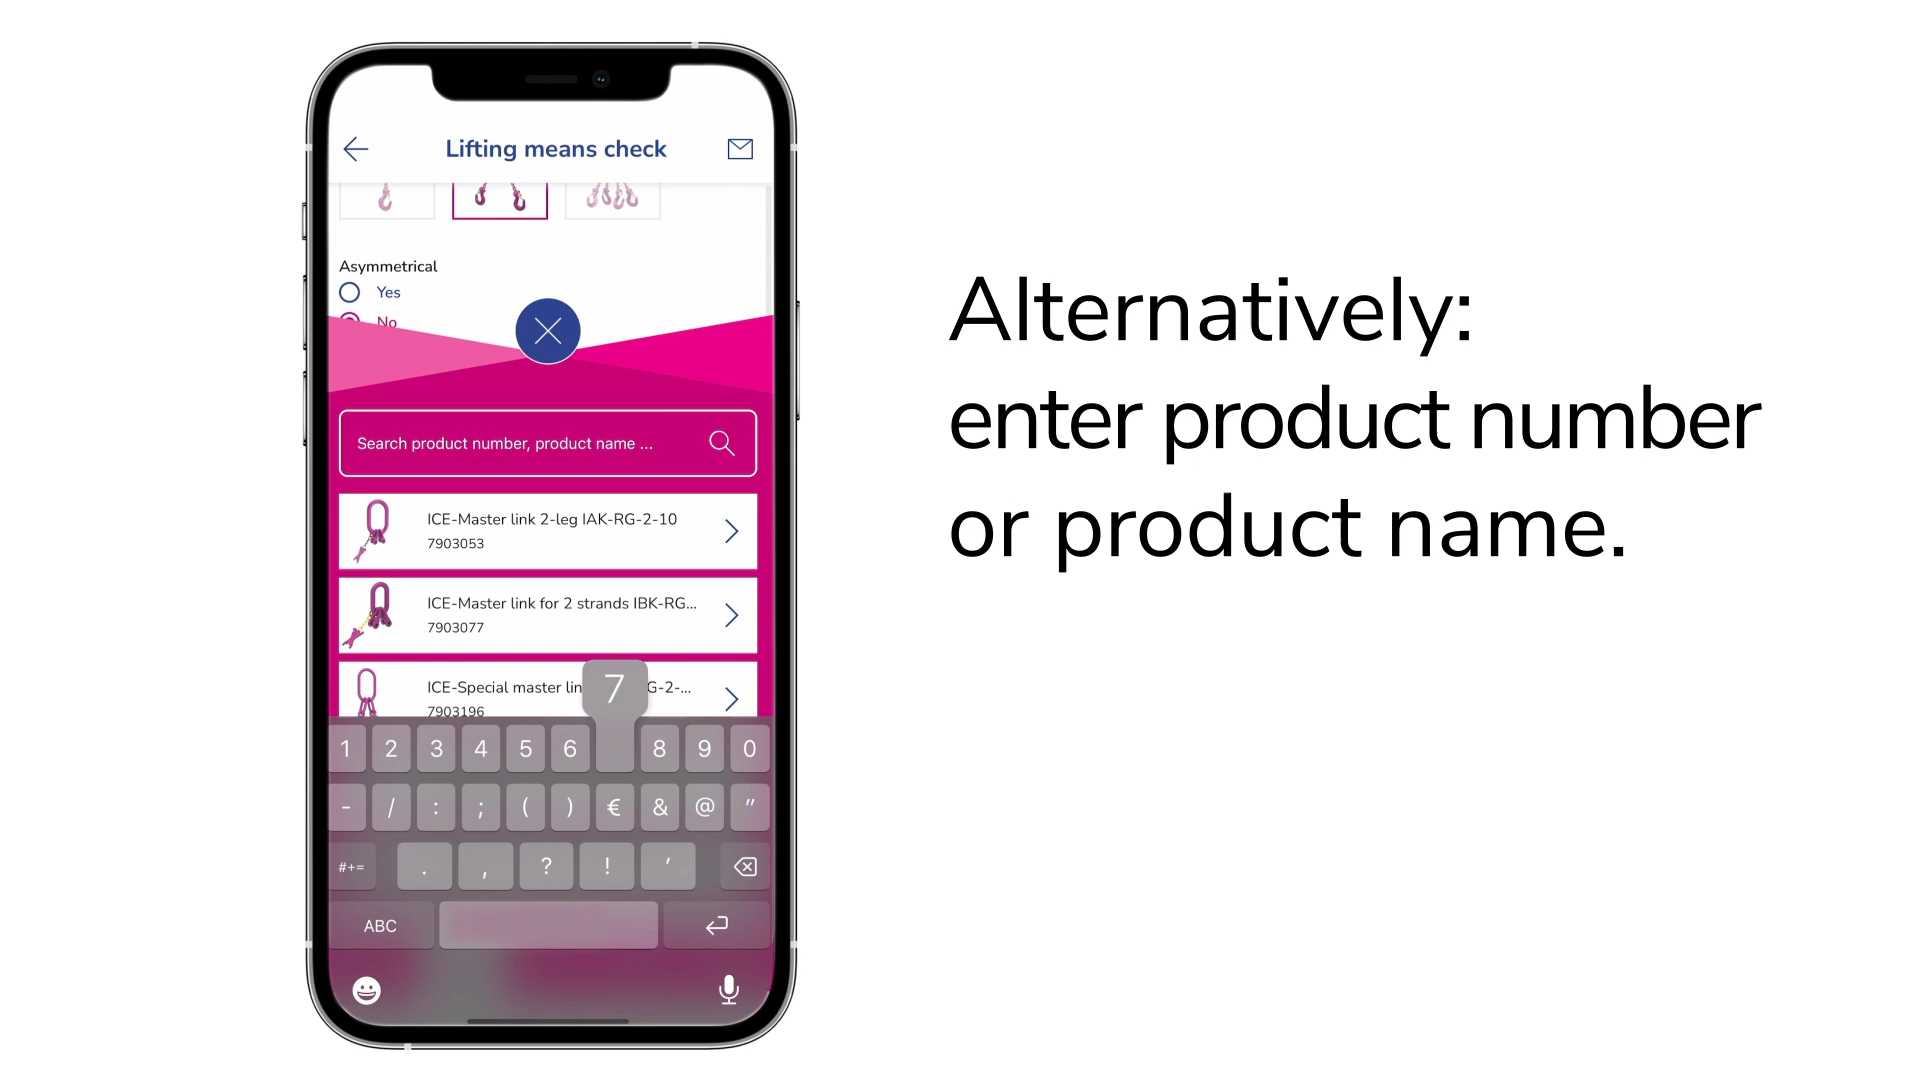 Lifting means check
Asymmetrical
Yes
No
Search product number, product name ...
ICE-Master link 2-leg IAK-RG-2-10
7903053
ICE-Master link for 2 strands IBK-RG...
7903077
ICE-Special master lin G-2-...
7903196
7
1 2 3 4 5 6 8 9 0
- / : ; ( ) € & @ "
#+= . , ? ! '
ABC
Alternatively:
enter product number
or product name.